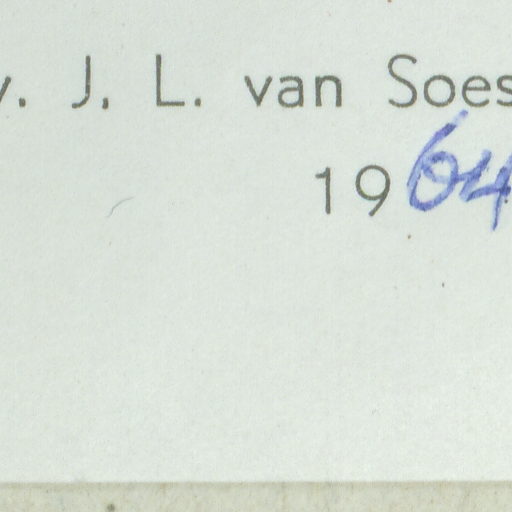 v. J. L. van Soes
1964